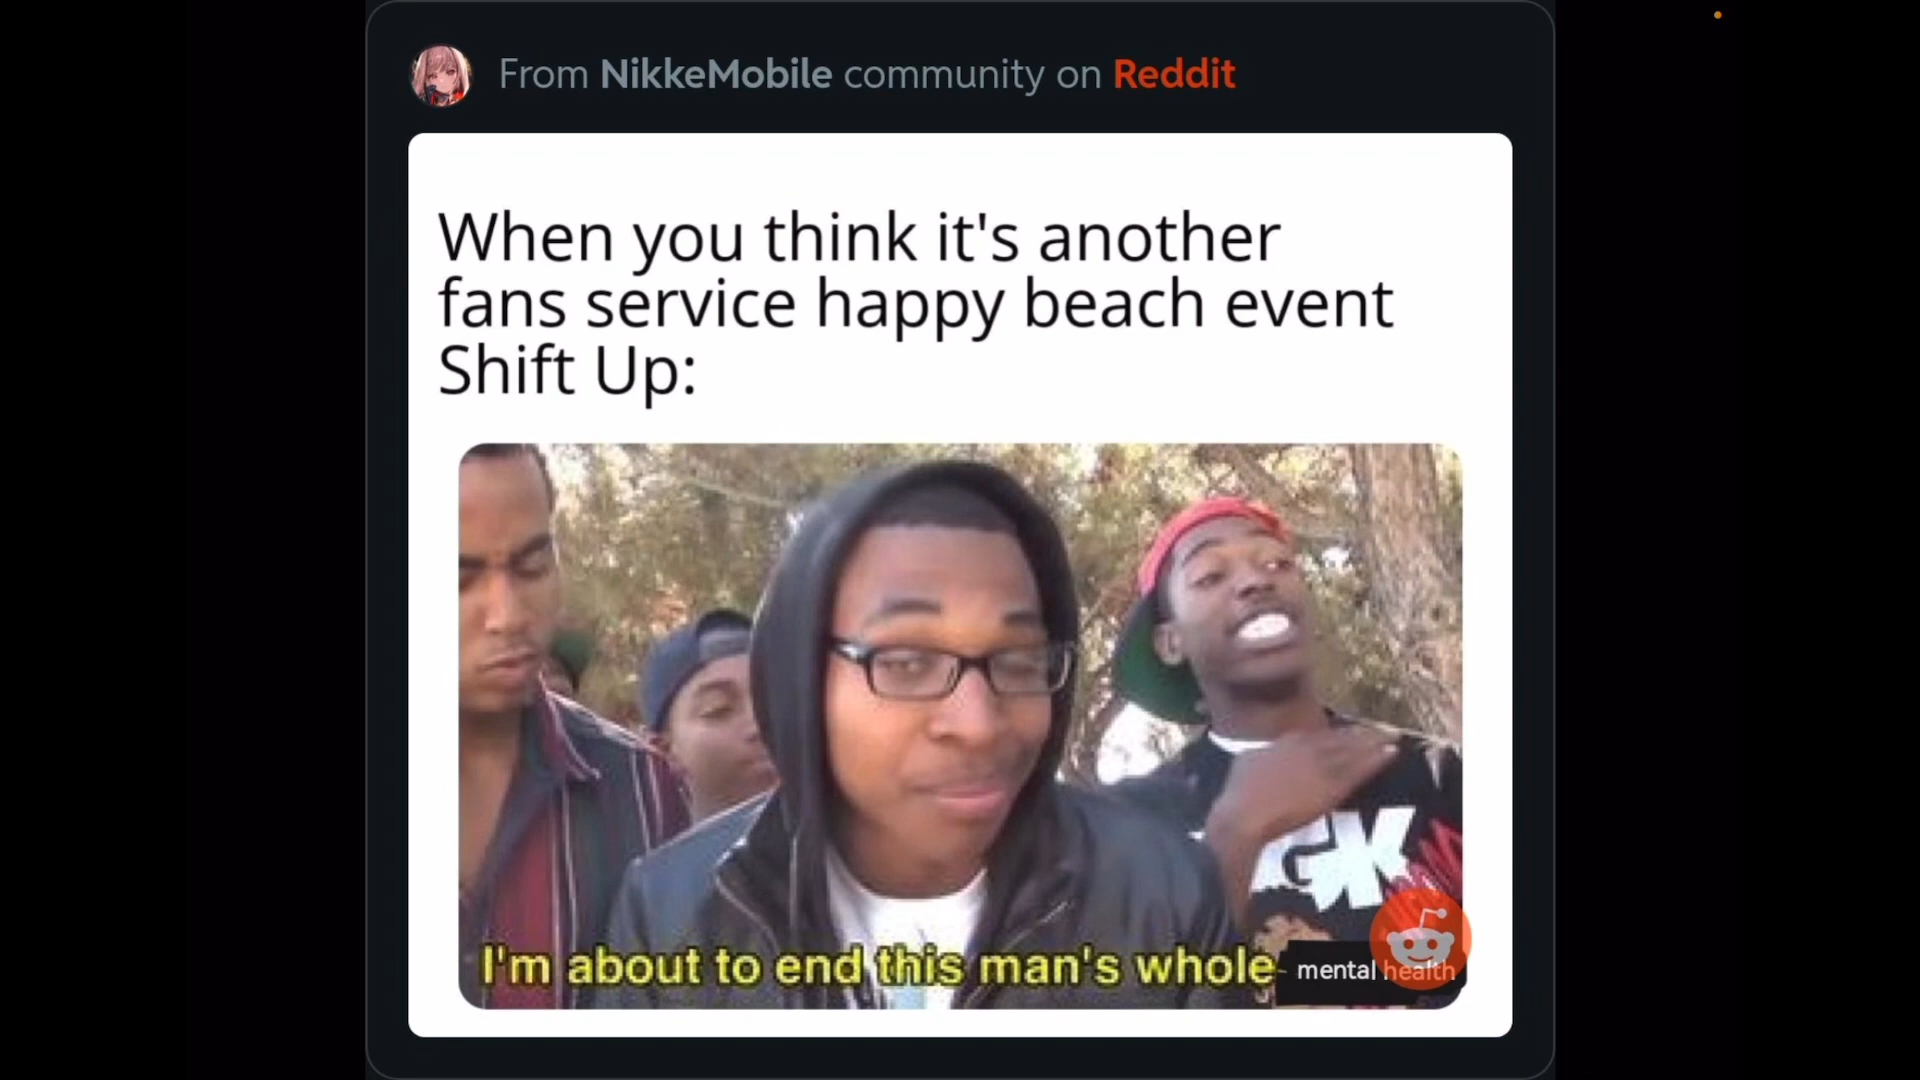 From NikkeMobile community on Reddit
When you think it's another
fans service happy beach event
Shift Up:
GK
I'm about to end this man's whole mental health